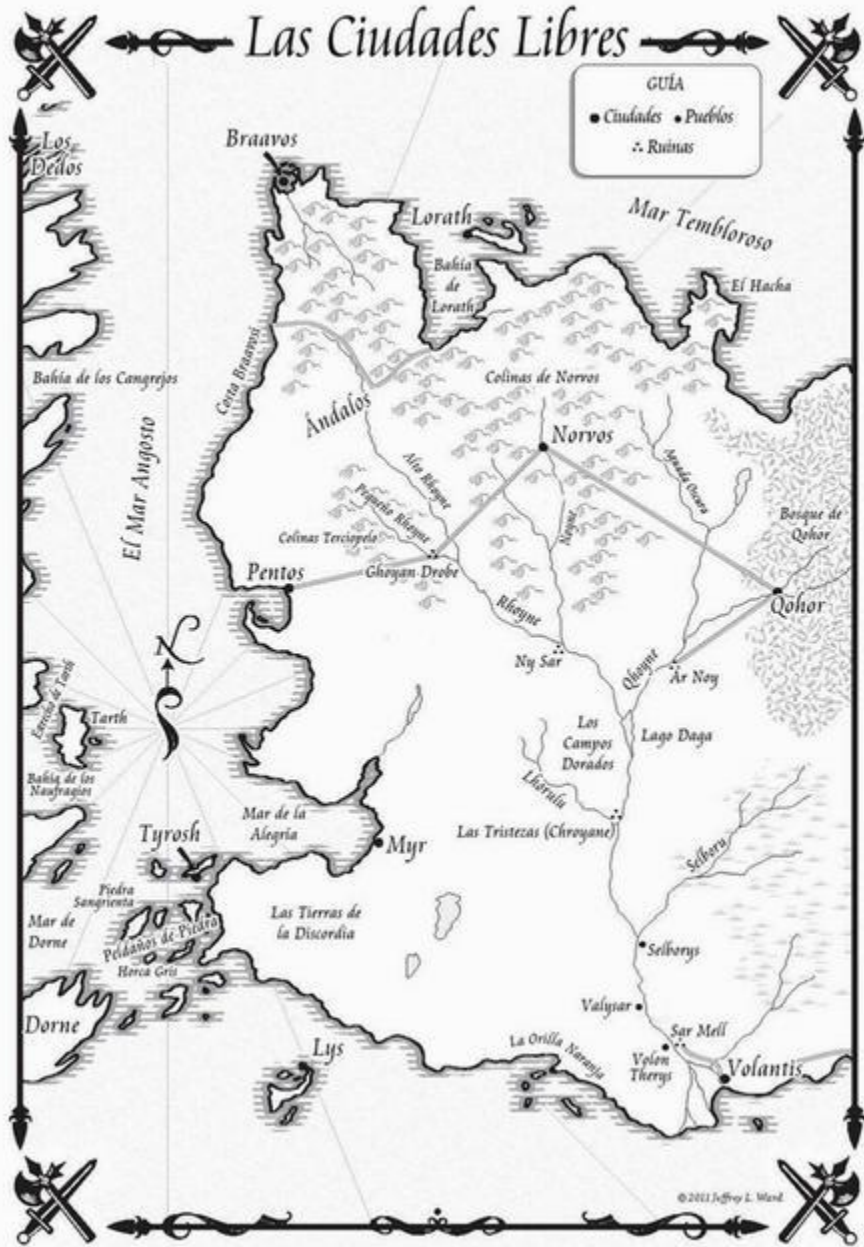 Las Ciudades Libres
GUÍA
Ciudades Pueblos
Ruinas
Los
Dedos
Braavos
Lorath
Mar Tembloroso
Bahía
de
Lorath
El Hacha
Bahía de los Cangrejos
Costa Braavosi
Colinas de Norvos
Ándalos
El Mar Angosto
Norvos
Alto Rhoyne
Aguada Oscura
Pequeño Rhoyne
Noyne
Bosque de
Qohor
Colinas Terciopelo
Pentos
Ghoyan Drohe
Qohor
Rhoyne
N
Ny Sar
Qhoyne
Ar Noy
Estrecho de Tarth
Tarth
Los
Campos
Dorados
Lago Daga
Bahía de los
Naufragios
Lhorulu
Mar de la
Alegría
Tyrosh
Myr
Las Tristezas (Chroyane)
Selhoru
Piedra
Sangrienta
Mar de
Dorne
Peldaños de Piedra
Las Tierras de
la Discordia
Horca Gris
Selhorys
Valysar
Dorne
Sar Mell
Lys
La Orilla Naranja
Volon
Therys
Volantis
©2011 Jeffrey L. Ward